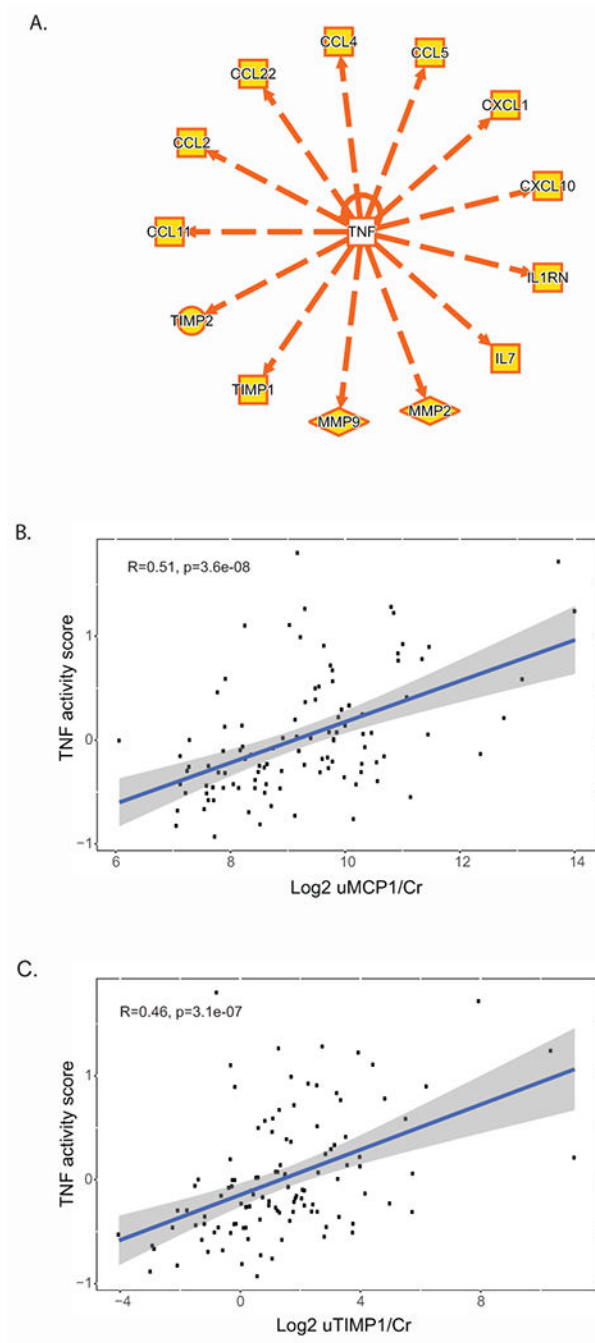 A.
CCL4
CCL5
CCL22
CXCL1
CCL2
CXCL10
CCL11
TNF
IL1RN
TIMP2
IL7
TIMP1
MMP9
MMP2
B.
R=0.51, p=3.6e-08
TNF activity score
1
0
−1
6
8
10
12
14
Log2 uMCP1/Cr
C.
R=0.46, p=3.1e-07
TNF activity score
1
0
−1
−4
0
4
8
Log2 uTIMP1/Cr